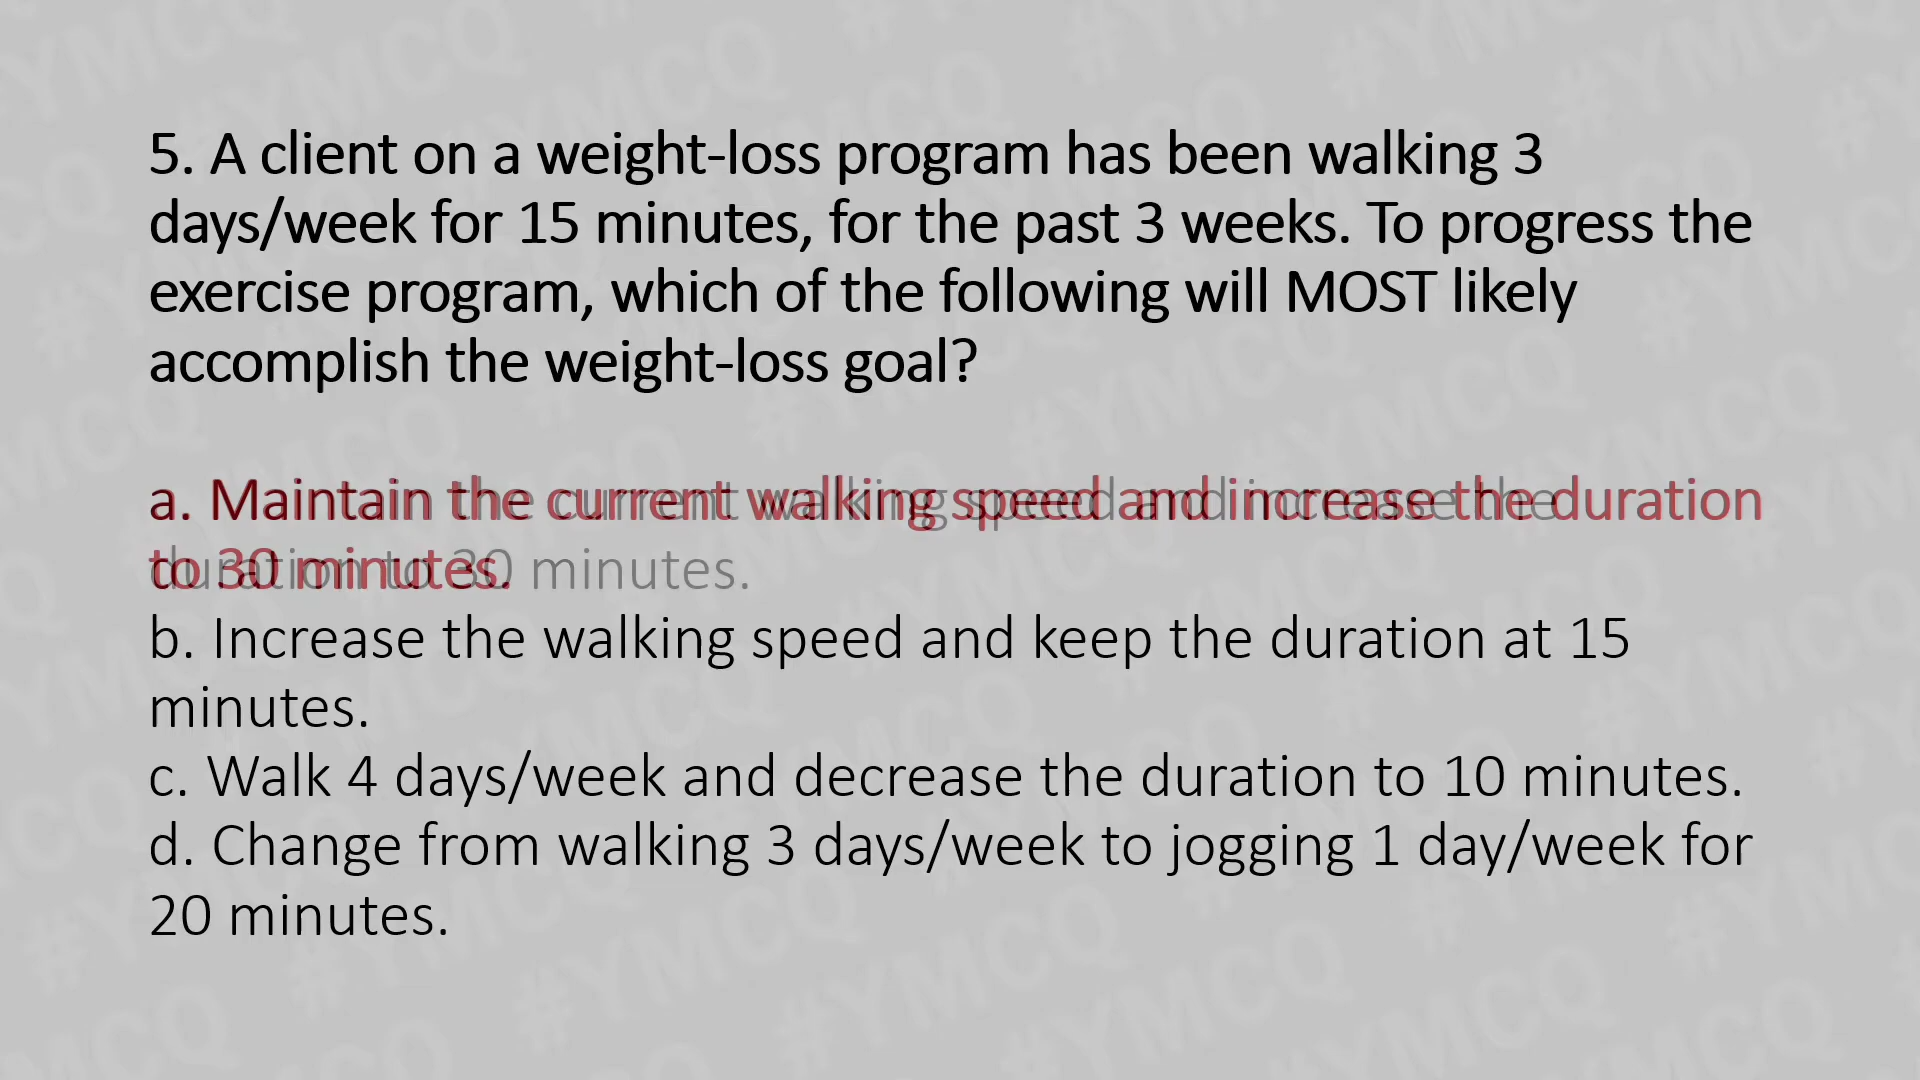 5. A client on a weight-loss program has been walking 3
days/week for 15 minutes, for the past 3 weeks. To progress the
exercise program, which of the following will MOST likely
accomplish the weight-loss goal?
a. Maintain the current walking speed and increase the duration
to 30 minutes.
b. Increase the walking speed and keep the duration at 15
minutes.
c. Walk 4 days/week and decrease the duration to 10 minutes.
d. Change from walking 3 days/week to jogging 1 day/week for
20 minutes.
#YMCQ